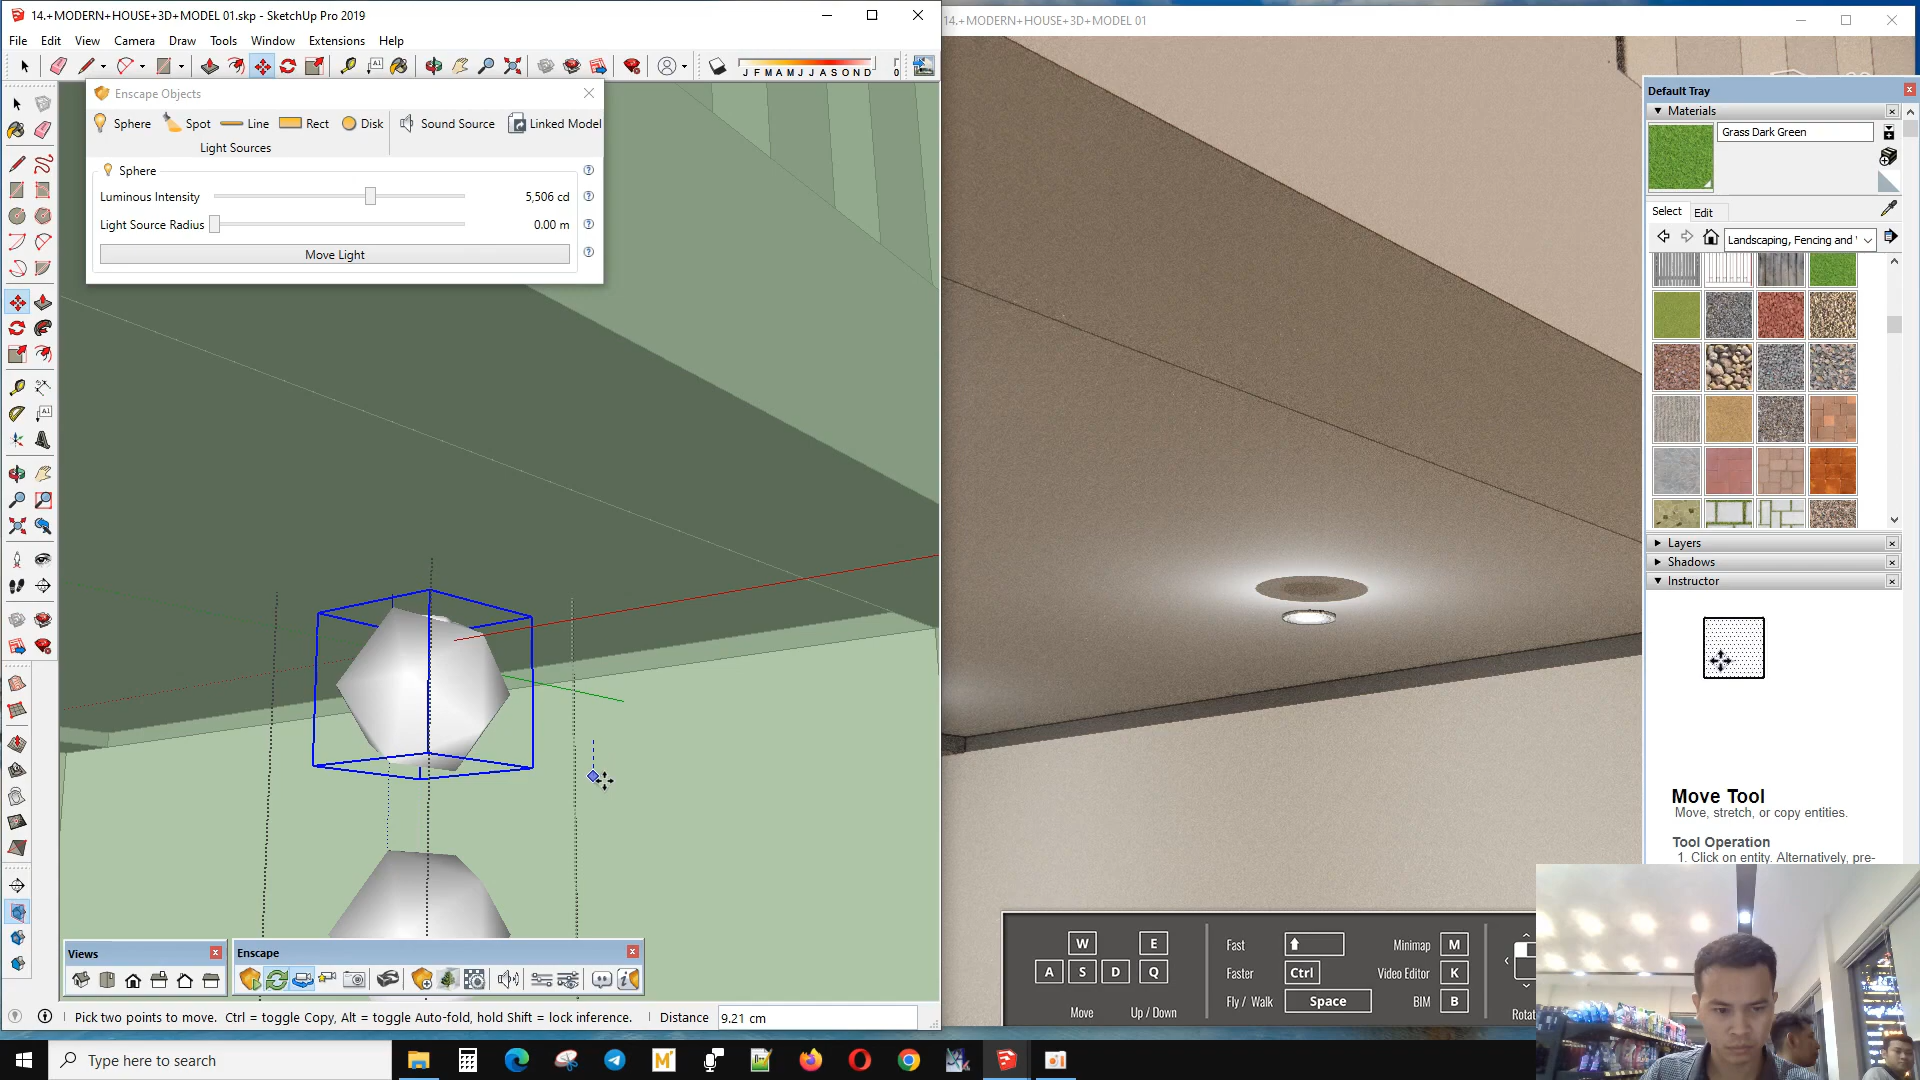 14.+MODERN+HOUSE+3D+MODEL 01.skp - SketchUp Pro 2019
14.+MODERN+HOUSE+3D+MODEL 01
File Edit View Camera Draw Tools Window Extensions Help
J F M A M J J A S O N D
Enscape Objects
Sphere Spot Line Rect Disk Sound Source Linked Model
Light Sources
Sphere
Luminous Intensity 5,506 cd
Light Source Radius 0.00 m
Move Light
Default Tray
Materials
Grass Dark Green
Select Edit
Landscaping, Fencing and
Layers
Shadows
Instructor
Move Tool
Move, stretch, or copy entities.
Tool Operation
1. Click on entity. Alternatively, pre-
Views
Enscape
W E Fast Minimap M
A S D Q Faster Ctrl Video Editor K
Fly / Walk Space BIM B
Move Up / Down
Pick two points to move. Ctrl = toggle Copy, Alt = toggle Auto-fold, hold Shift = lock inference. Distance 9.21 cm
Type here to search